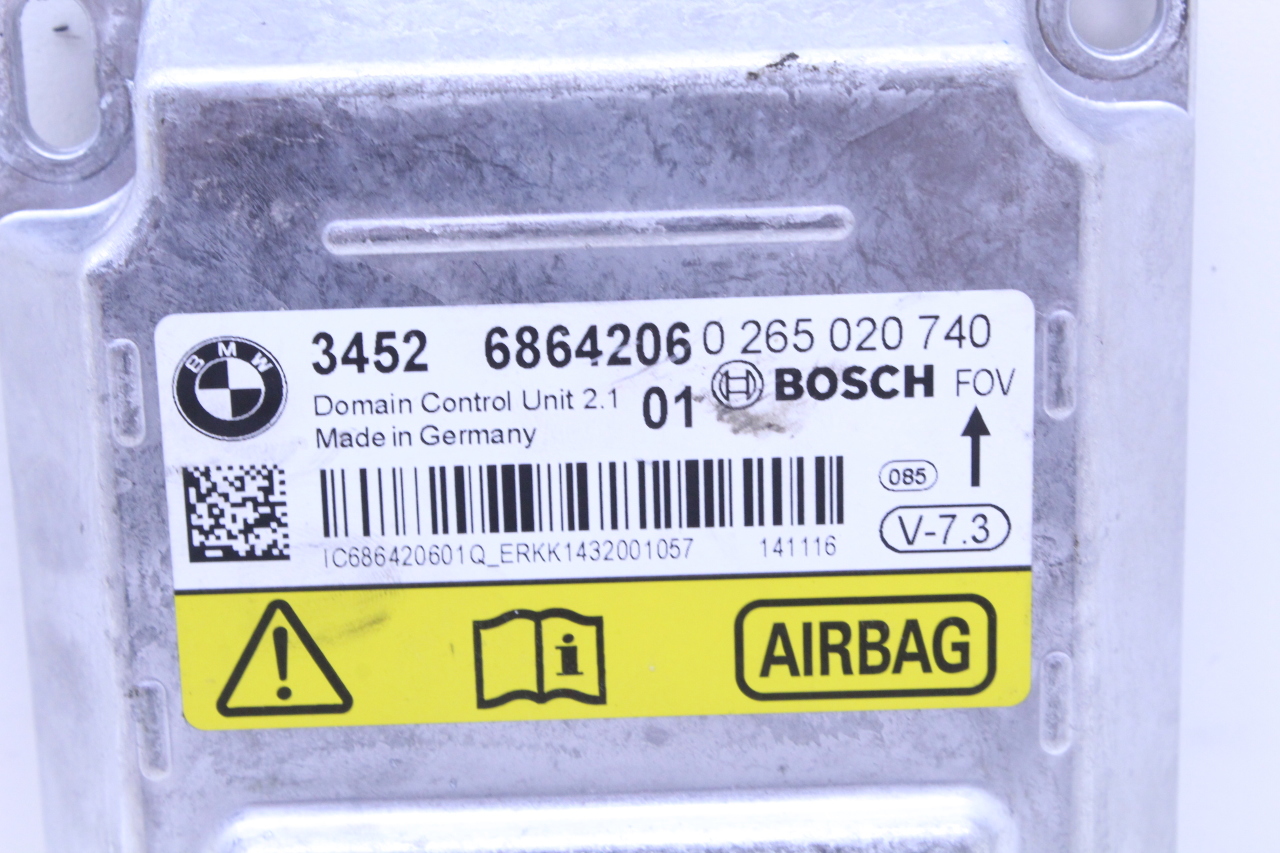 BMW
3452 6864206 0 265 020 740
Domain Control Unit 2.1 01 BOSCH FOV
Made in Germany
085
V-7.3
IC686420601Q_ERKK1432001057 141116
i AIRBAG